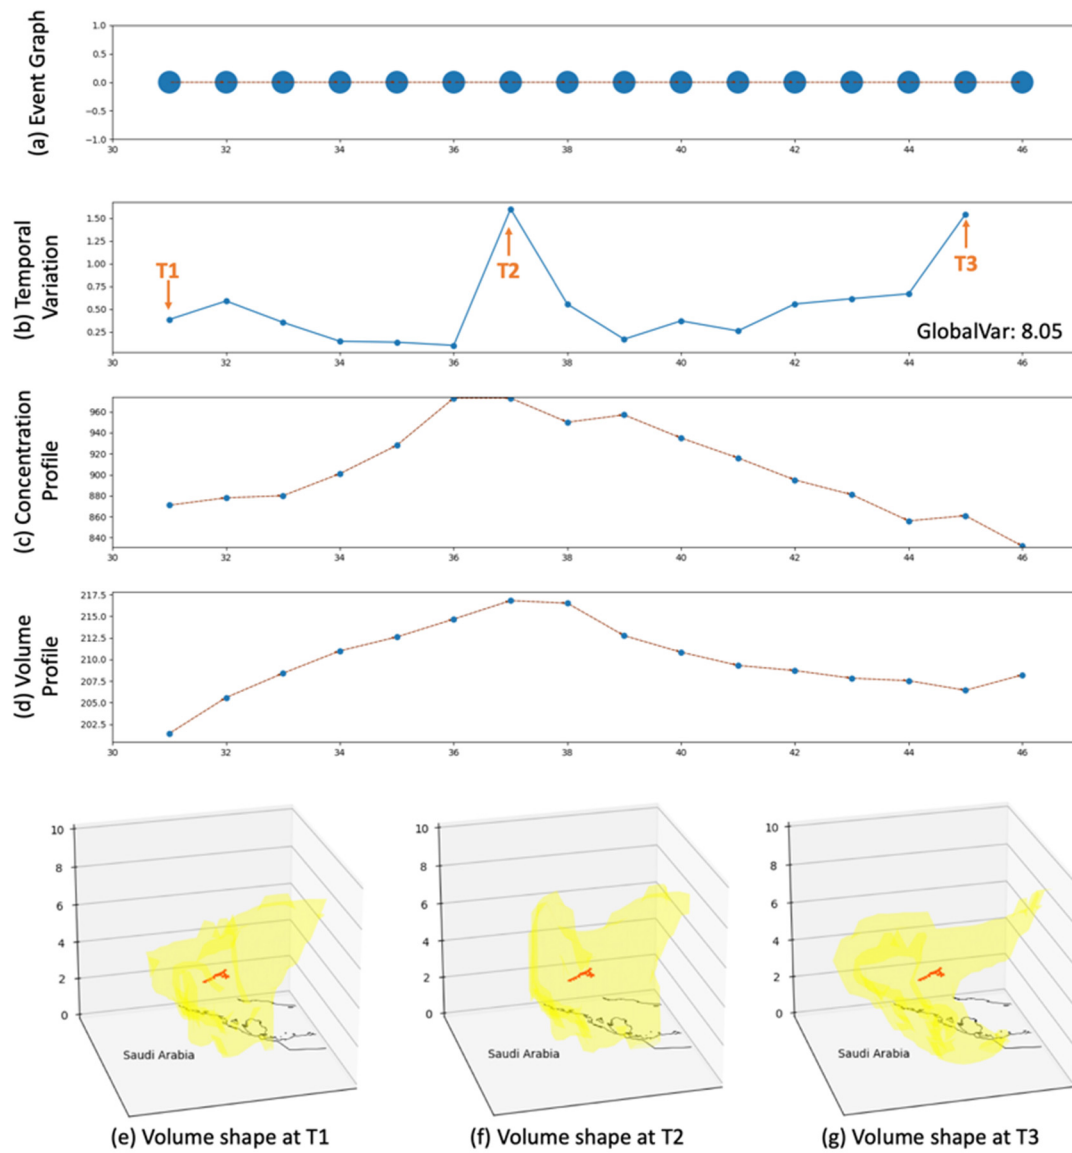 (a) Event Graph
1.0
0.5
0.0
−0.5
−1.0
30 32 34 36 38 40 42 44 46
(b) Temporal
Variation
1.50
1.25
1.00
0.75
0.50
0.25
T1
T2
T3
GlobalVar: 8.05
30 32 34 36 38 40 42 44 46
(c) Concentration
Profile
960
940
920
900
880
860
840
30 32 34 36 38 40 42 44 46
(d) Volume
Profile
217.5
215.0
212.5
210.0
207.5
205.0
202.5
30 32 34 36 38 40 42 44 46
10
8
6
4
2
0
Saudi Arabia
(e) Volume shape at T1
10
8
6
4
2
0
Saudi Arabia
(f) Volume shape at T2
10
8
6
4
2
0
Saudi Arabia
(g) Volume shape at T3